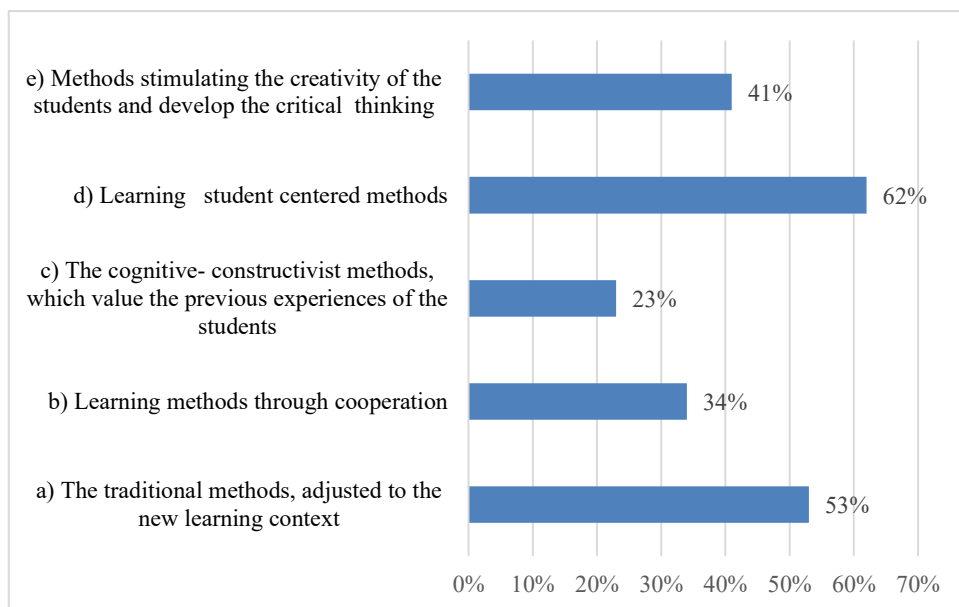 e) Methods stimulating the creativity of the
students and develop the critical thinking
41%
d) Learning student centered methods
62%
c) The cognitive- constructivist methods,
which value the previous experiences of the
students
23%
b) Learning methods through cooperation
34%
a) The traditional methods, adjusted to the
new learning context
53%
0% 10% 20% 30% 40% 50% 60% 70%